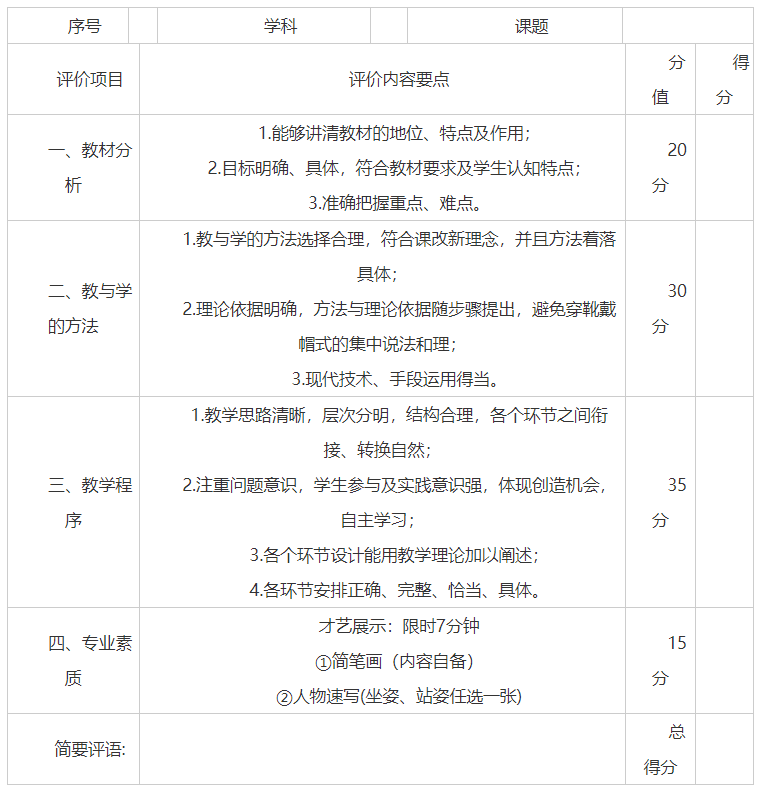 序号 学科 课题
评价项目 评价内容要点 分值 得分
一、教材分析
1.能够讲清教材的地位、特点及作用；
2.目标明确、具体，符合教材要求及学生认知特点；
3.准确把握重点、难点。
20分
二、教与学的方法
1.教与学的方法选择合理，符合课改新理念，并且方法着落
具体；
2.理论依据明确，方法与理论依据随步骤提出，避免穿靴戴
帽式的集中说法和理；
3.现代技术、手段运用得当。
30分
三、教学程序
1.教学思路清晰，层次分明，结构合理，各个环节之间衔
接、转换自然；
2.注重问题意识，学生参与及实践意识强，体现创造机会，
自主学习；
3.各个环节设计能用教学理论加以阐述；
4.各环节安排正确、完整、恰当、具体。
35分
四、专业素质
才艺展示：限时7分钟
①简笔画（内容自备）
②人物速写(坐姿、站姿任选一张)
15分
简要评语: 总得分